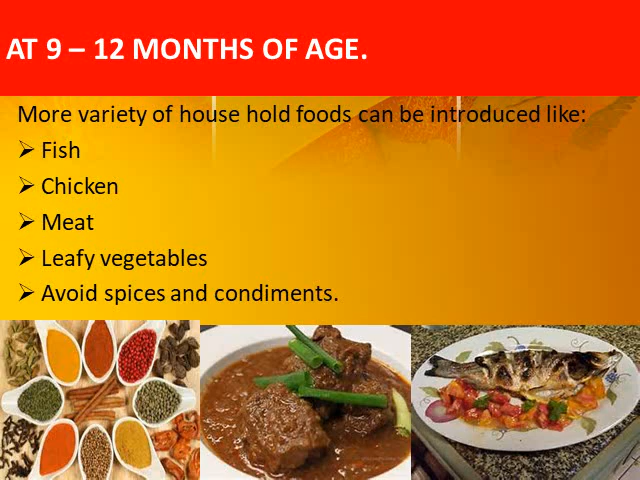 AT 9 – 12 MONTHS OF AGE.
More variety of house hold foods can be introduced like:
➢ Fish
➢ Chicken
➢ Meat
➢ Leafy vegetables
➢ Avoid spices and condiments.